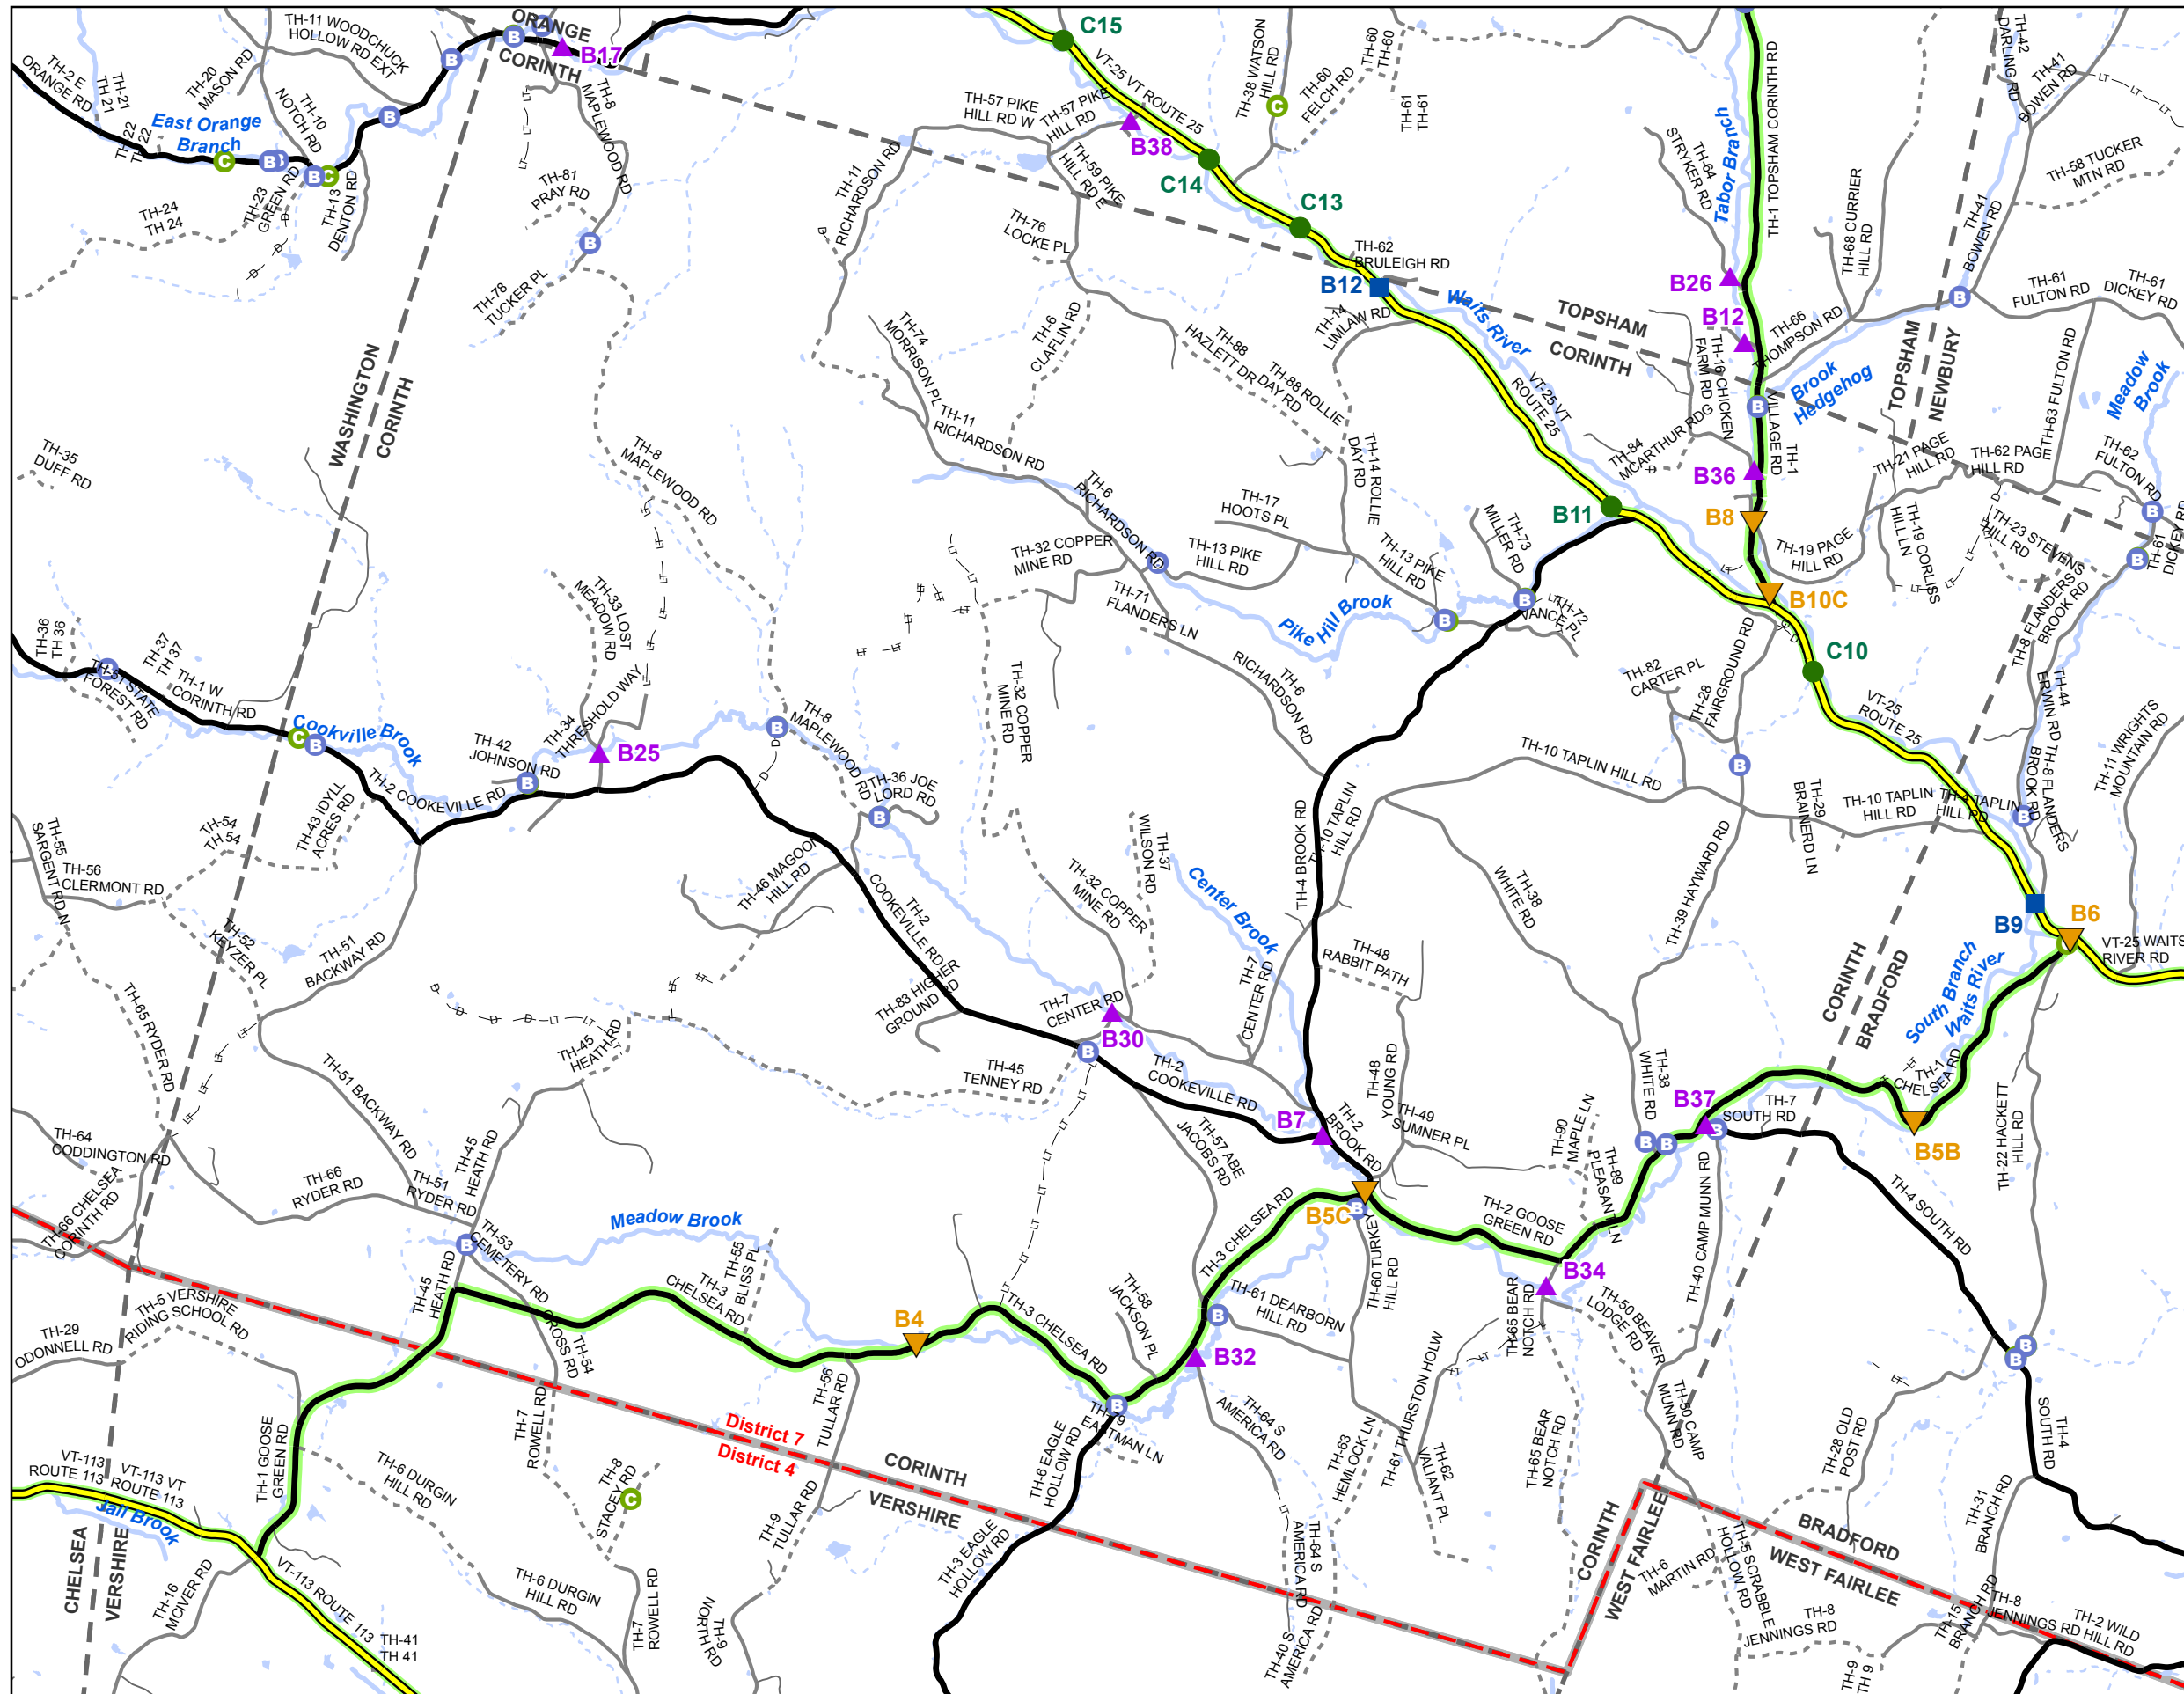 ORANGE
CORINTH
B17
C15
TH-11 WOODCHUCK
HOLLOW RD EXT
TH-2 E
ORANGE RD
TH-21
TH 21
TH-20
MASON RD
TH-10
NOTCH RD
East Orange
Branch
TH-22
TH 22
TH-23
GREEN RD
TH-13
DENTON RD
TH-24
TH 24
TH-8
MAPLEWOOD RD
TH-81
PRAY RD
TH-78
TUCKER PL
TH-11
RICHARDSON RD
TH-57 PIKE
HILL RD W
TH-57 PIKE
HILL RD
VT-25 VT ROUTE 25
B38
C14
C13
TH-59 PIKE
HILL RD E
TH-76
LOCKE PL
TH-38 WATSON
HILL RD
TH-60
FELCH RD
TH-60
TH-60
TH-61
TH-61
TH-62
BRULEIGH RD
B12
Waits River
TOPSHAM
CORINTH
TH-14
LIMLAW RD
TH-64
STRYKER RD
Tabor Branch
TH-1 TOPSHAM CORINTH RD
B26
B12
TH-66
THOMPSON RD
TH-68 CURRIER
HILL RD
TH-42
DARLING RD
TH-41
BOWEN RD
TH-58 TUCKER
MTN RD
TH-41
BOWEN RD
TH-61
FULTON RD
TH-61
DICKEY RD
TOPSHAM
NEWBURY
Meadow
Brook
TH-63 FULTON RD
Brook
Hedgehog
VILLAGE RD
TH-1
TH-16 CHICKEN
FARM RD
TH-84
MCARTHUR RDG
B36
B8
TH-21 PAGE
HILL RD
TH-62 PAGE
HILL RD
TH-62
FULTON RD
TH-61
DICKEY RD
TH-19 PAGE
HILL RD
TH-19 CORLISS
HILL LN
TH-23 STEVENS
HILL RD
TH-8 FLANDERS
BROOK RD
WASHINGTON
CORINTH
TH-35
DUFF RD
TH-8
MAPLEWOOD RD
TH-74
MORRISON PL
TH-6
CLAFLIN RD
TH-88
HAZLETT DR
TH-88 ROLLIE
DAY RD
TH-11
RICHARDSON RD
TH-6
RICHARDSON RD
TH-14 ROLLIE
DAY RD
VT-25 VT
ROUTE 25
B11
B10C
C10
TH-17
HOOTS PL
TH-13 PIKE
HILL RD
TH-13 PIKE
HILL RD
TH-73
MILLER RD
TH-72
VANCE PL
TH-32 COPPER
MINE RD
TH-71
FLANDERS LN
Pike Hill Brook
TH-6
RICHARDSON RD
TH-82
CARTER PL
TH-28
FAIRGROUND RD
VT-25
ROUTE 25
TH-44
ERWIN RD
TH-8 FLANDERS
BROOK RD
TH-11 WRIGHTS
MOUNTAIN RD
TH-36
TH 36
TH-37
TH 37
TH-1 W
CORINTH RD
TH-51 STATE
FOREST RD
Cookville Brook
TH-33 LOST
MEADOW RD
TH-34
THRESHOLD WAY
TH-42
JOHNSON RD
B25
TH-2 COOKEVILLE RD
TH-8
MAPLEWOOD RD
TH-36 JOE
LORD RD
TH-32 COPPER
MINE RD
TH-10 TAPLIN HILL RD
TH-10 TAPLIN
HILL RD
TH-4 TAPLIN
HILL RD
TH-29
BRAINERD LN
TH-4 BROOK RD
TH-10 TAPLIN
HILL RD
TH-38
WHITE RD
TH-39 HAYWARD RD
TH-55
SARGENT RD N
TH-54
TH 54
TH-43 IDYLL
ACRES RD
TH-56
CLERMONT RD
TH-52
KEYZER PL
TH-51
BACKWAY RD
TH-46 MAGOON
HILL RD
TH-2
COOKEVILLE RD
TH-37
WILSON RD
TH-32 COPPER
MINE RD
Center Brook
B9
B6
VT-25 WAITS
RIVER RD
CORINTH
BRADFORD
South Branch
Waits River
TH-65 RYDER RD
TH-83 HIGHER
GROUND RD
TH-7
CENTER RD
B30
TH-7
CENTER RD
TH-48
RABBIT PATH
TH-45
HEATH RD
TH-45
TENNEY RD
TH-51 BACKWAY RD
TH-2
COOKEVILLE RD
B7
TH-2
BROOK RD
TH-48
YOUNG RD
TH-49
SUMNER PL
TH-38
WHITE RD
B37
TH-7
SOUTH RD
TH-1
CHELSEA RD
B5B
TH-22 HACKETT
HILL RD
TH-64
CODDINGTON RD
TH-66 CHELSEA
CORINTH RD
TH-66
RYDER RD
TH-51
RYDER RD
TH-45
HEATH RD
TH-57 ABE
JACOBS RD
TH-90
MAPLE LN
TH-89
PLEASANT LN
TH-2 GOOSE
GREEN RD
B5C
B34
TH-40 CAMP MUNN RD
TH-4 SOUTH RD
TH-53
CEMETERY RD
Meadow Brook
TH-55
BLISS PL
TH-3
CHELSEA RD
TH-45
HEATH RD
TH-5 VERSHIRE
RIDING SCHOOL RD
TH-29
ODONNELL RD
B4
TH-3 CHELSEA RD
TH-3 CHELSEA RD
TH-58
JACKSON PL
TH-61 DEARBORN
HILL RD
TH-60 TURKEY
HILL RD
B32
TH-65 BEAR
NOTCH RD
TH-50 BEAVER
LODGE RD
TH-54
CROSS RD
TH-7
ROWELL RD
TH-56
TULLAR RD
District 7
District 4
TH-79
EASTMAN LN
TH-6 EAGLE
HOLLOW RD
TH-64 S
AMERICA RD
TH-63
HEMLOCK LN
TH-61 THURSTON HOLW
TH-62
VALIANT PL
TH-65 BEAR
NOTCH RD
TH-50 CAMP
MUNN RD
TH-28 OLD
POST RD
TH-4
SOUTH RD
VT-113
ROUTE 113
VT-113 VT
ROUTE 113
Jail Brook
TH-1 GOOSE
GREEN RD
TH-6 DURGIN
HILL RD
TH-8
STACEY RD
CORINTH
VERSHIRE
TH-9
TULLAR RD
TH-3 EAGLE
HOLLOW RD
TH-64 S
AMERICA RD
CORINTH
WEST FAIRLEE
BRADFORD
WEST FAIRLEE
TH-31
BRANCH RD
CHELSEA
VERSHIRE
TH-16
MCIVER RD
VT-113 ROUTE 113
TH-41
TH 41
TH-6 DURGIN
HILL RD
TH-7
ROWELL RD
TH-9
NORTH RD
TH-40 S
AMERICA RD
TH-6
MARTIN RD
TH-5 SCRABBLE
HOLLOW RD
TH-8
JENNINGS RD
TH-15
BRANCH RD
TH-8
JENNINGS RD
TH-2 WILD
HILL RD
TH-9
TH 9